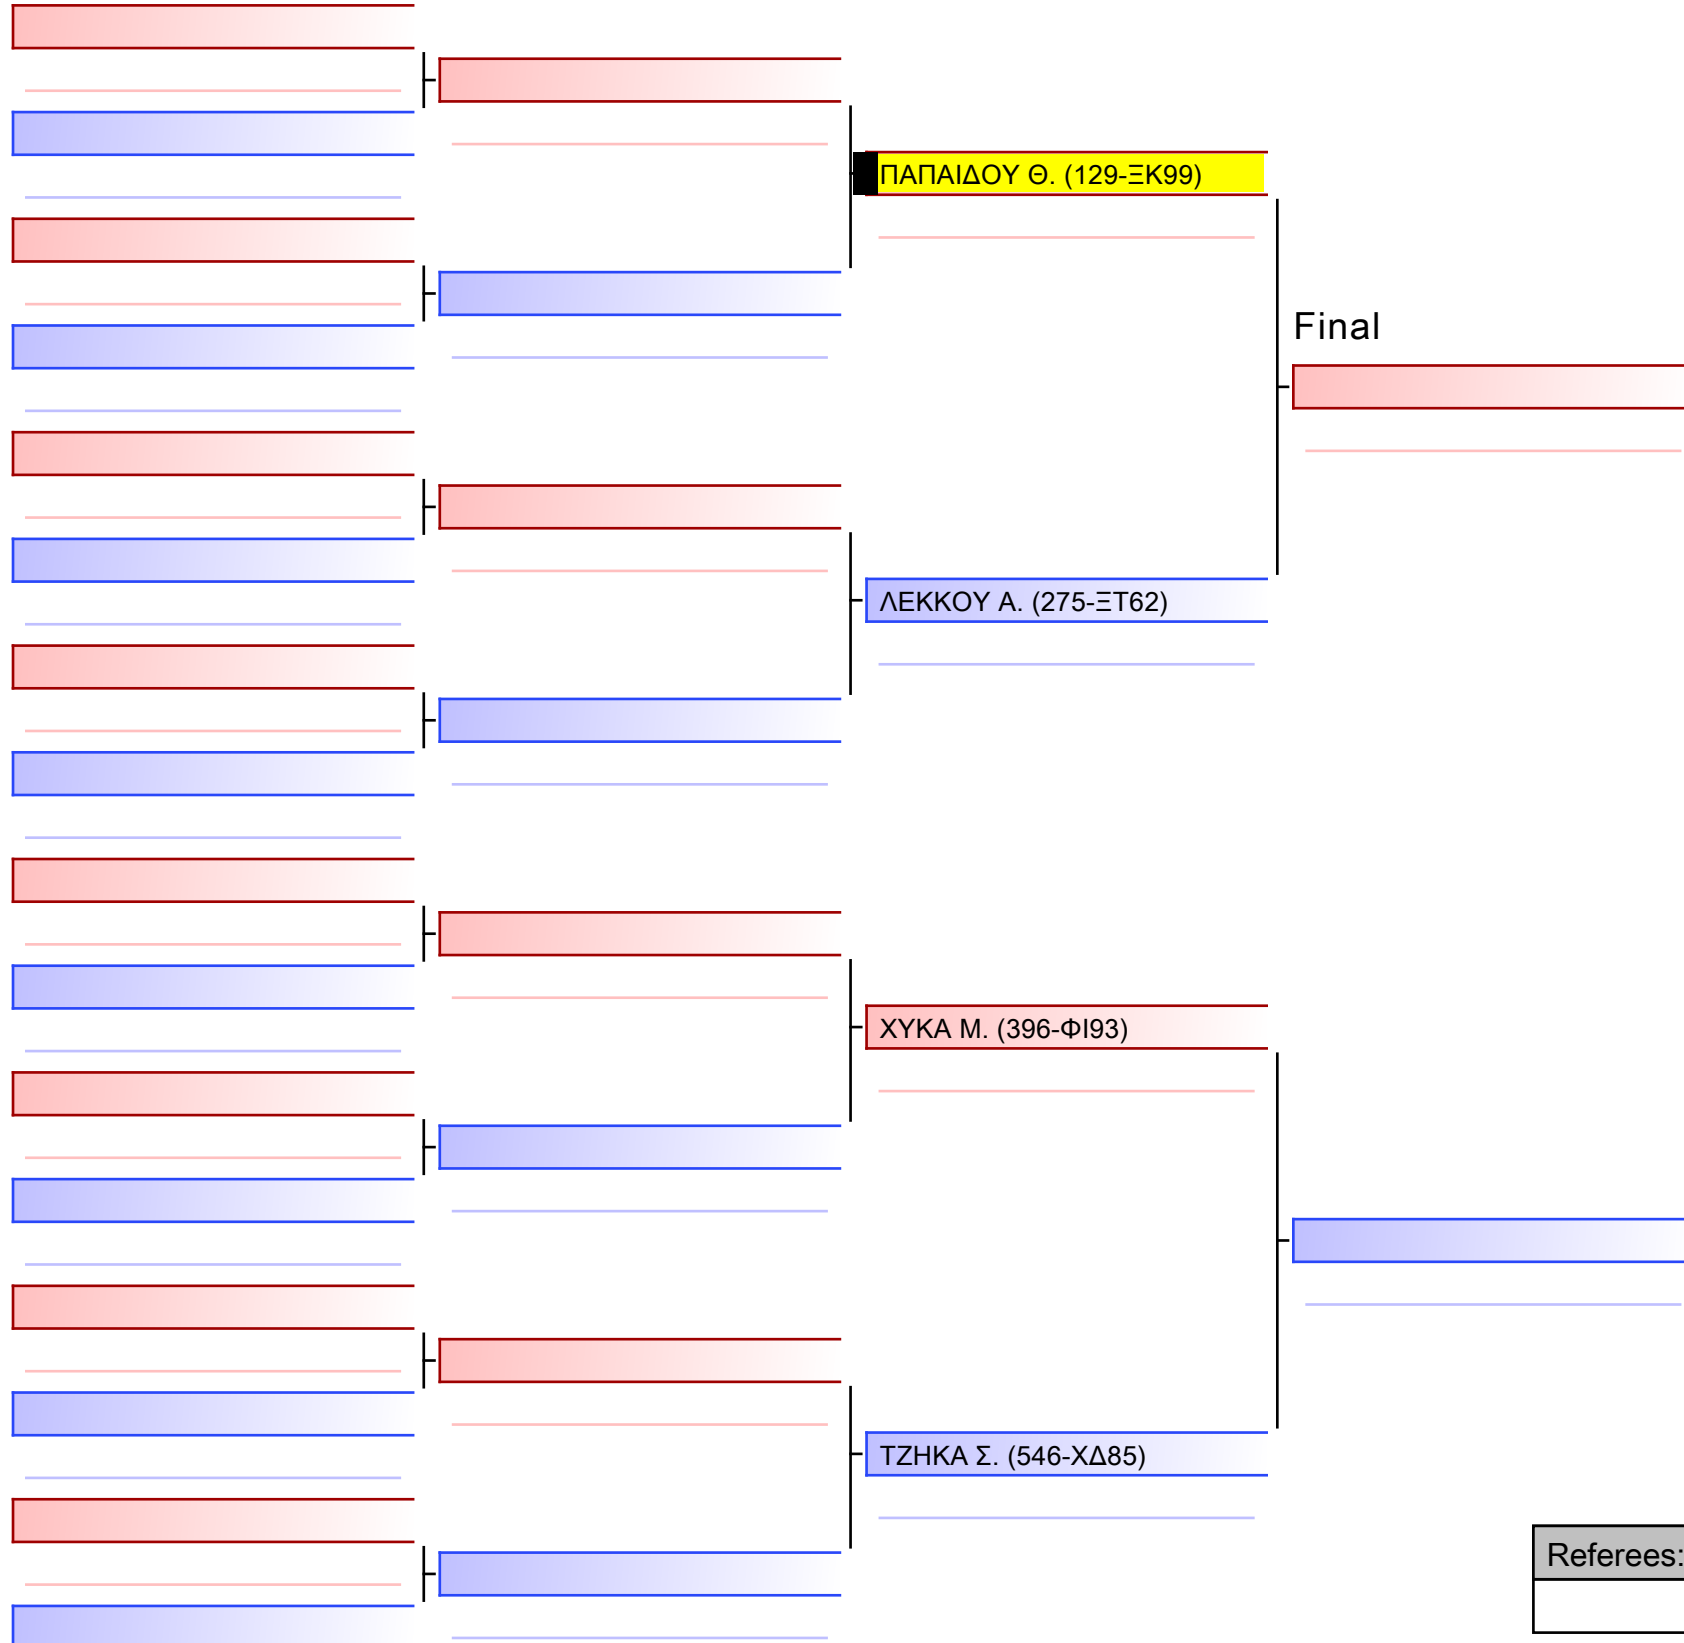 ΠΑΠΑΙΔΟΥ Θ. (129-ΞΚ99)
Final
ΛΕΚΚΟΥ Α. (275-ΞΤ62)
ΧΥΚΑ Μ. (396-ΦΙ93)
ΤΖΗΚΑ Σ. (546-ΧΔ85)
Referees: